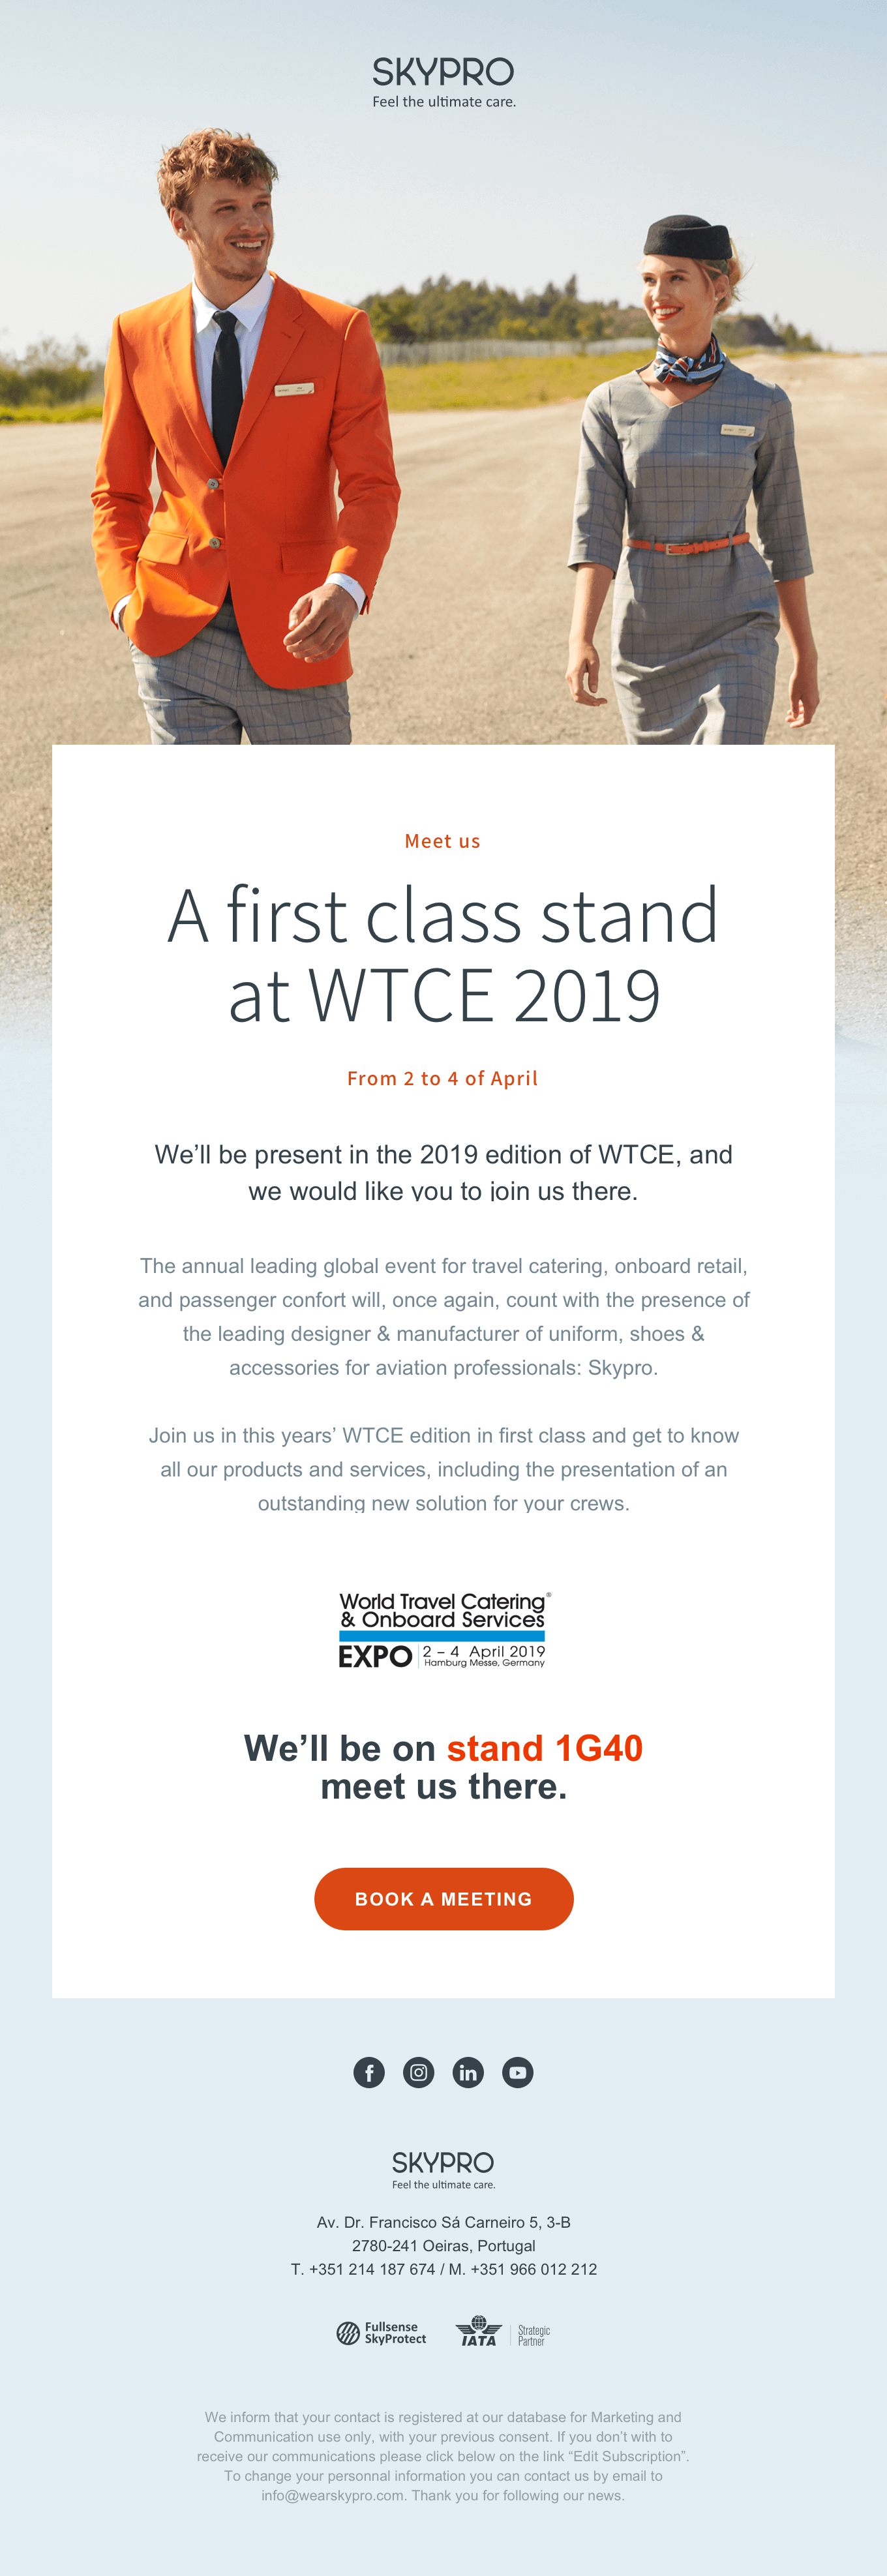 SKYPRO
Feel the ultimate care.
Meet us
A first class stand
at WTCE 2019
From 2 to 4 of April
We’ll be present in the 2019 edition of WTCE, and
we would like you to join us there.
The annual leading global event for travel catering, onboard retail,
and passenger confort will, once again, count with the presence of
the leading designer & manufacturer of uniform, shoes &
accessories for aviation professionals: Skypro.
Join us in this years’ WTCE edition in first class and get to know
all our products and services, including the presentation of an
outstanding new solution for your crews.
World Travel Catering®
& Onboard Services
EXPO 2 – 4 April 2019
Hamburg Messe, Germany
We’ll be on stand 1G40
meet us there.
BOOK A MEETING
SKYPRO
Feel the ultimate care.
Av. Dr. Francisco Sá Carneiro 5, 3-B
2780-241 Oeiras, Portugal
T. +351 214 187 674 / M. +351 966 012 212
Fullsense
SkyProtect
IATA
Strategic
Partner
We inform that your contact is registered at our database for Marketing and
Communication use only, with your previous consent. If you don’t with to
receive our communications please click below on the link “Edit Subscription”.
To change your personnal information you can contact us by email to
info@wearskypro.com. Thank you for following our news.